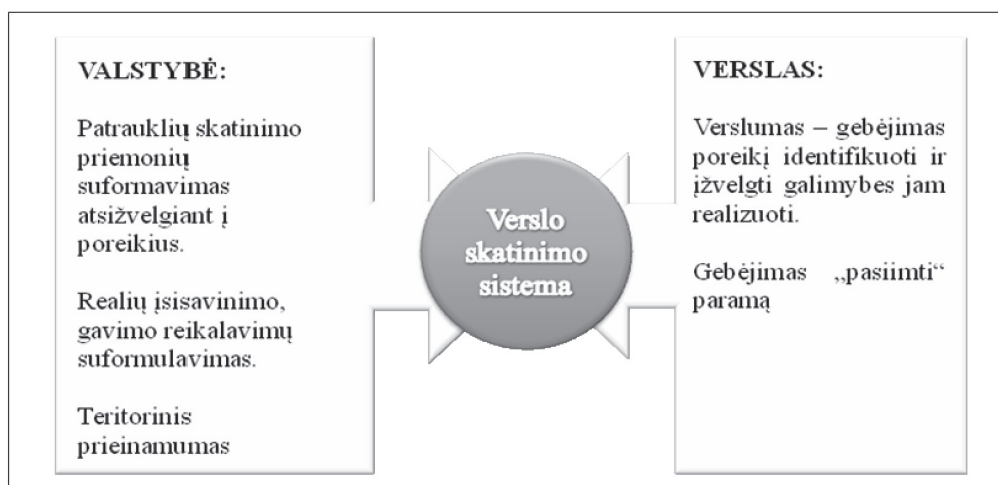 VALSTYBĖ:
Patrauklių skatinimo
priemonių
suformavimas
atsižvelgiant į
poreikius.
Realių įsisavinimo,
gavimo reikalavimų
suformulavimas.
Teritorinis
prieinamumas
Verslo
skatinimo
sistema
VERSLAS:
Verslumas – gebėjimas
poreikį identifikuoti ir
įžvelgti galimybes jam
realizuoti.
Gebėjimas „pasiimti“
paramą